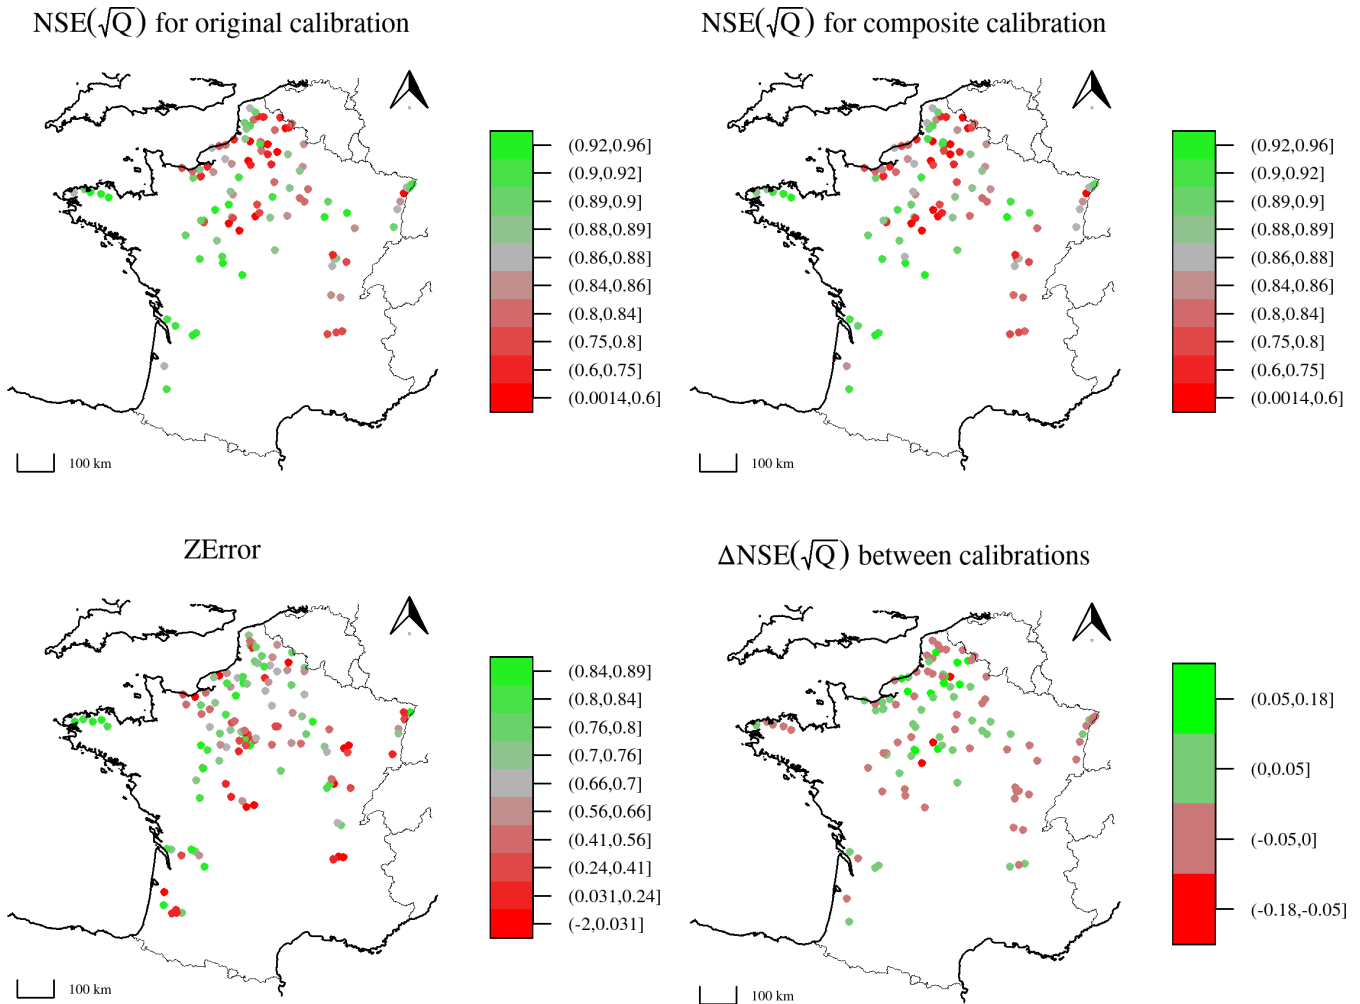 NSE(√Q) for original calibration
NSE(√Q) for composite calibration
N
(0.92,0.96]
(0.9,0.92]
(0.89,0.9]
(0.88,0.89]
(0.86,0.88]
(0.84,0.86]
(0.8,0.84]
(0.75,0.8]
(0.6,0.75]
(0.0014,0.6]
100 km
N
(0.92,0.96]
(0.9,0.92]
(0.89,0.9]
(0.88,0.89]
(0.86,0.88]
(0.84,0.86]
(0.8,0.84]
(0.75,0.8]
(0.6,0.75]
(0.0014,0.6]
100 km
ZError
ΔNSE(√Q) between calibrations
N
(0.84,0.89]
(0.8,0.84]
(0.76,0.8]
(0.7,0.76]
(0.66,0.7]
(0.56,0.66]
(0.41,0.56]
(0.24,0.41]
(0.031,0.24]
(-2,0.031]
100 km
N
(0.05,0.18]
(0,0.05]
(-0.05,0]
(-0.18,-0.05]
100 km